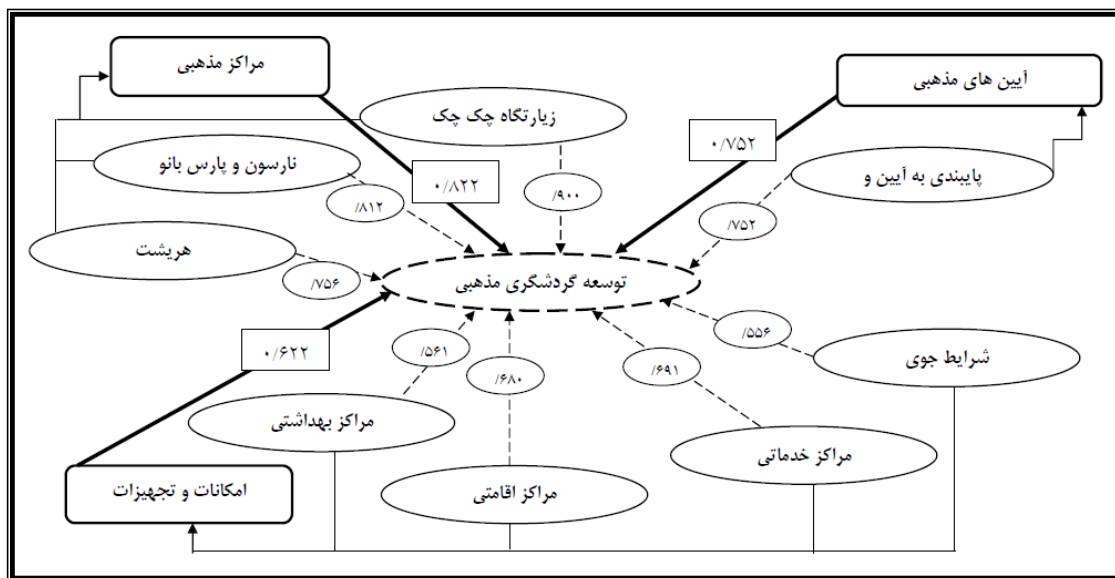 آیین های مذهبی
مراکز مذهبی
زیارتگاه چک چک
۰/۷۵۲
نارسون و پارس بانو
پایبندی به آیین و
۰/۸۲۲
/۹۰۰
/۸۱۲
/۷۵۲
هریشت
/۷۵۶
توسعه گردشگری مذهبی
۰/۶۲۲
/۵۶۱
/۶۸۰
/۶۹۱
/۵۵۶
شرایط جوی
مراکز بهداشتی
مراکز خدماتی
مراکز اقامتی
امکانات و تجهیزات